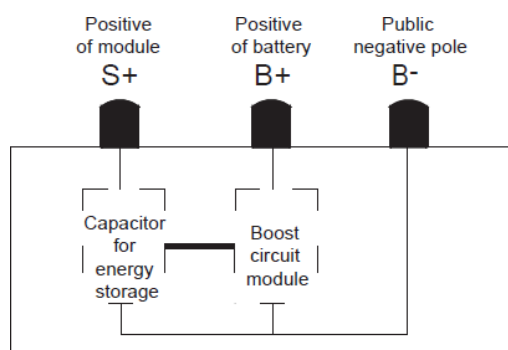 Positive
of module
S+
Positive
of battery
B+
Public
negative pole
B-
Capacitor
for
energy
storage
Boost
circuit
module